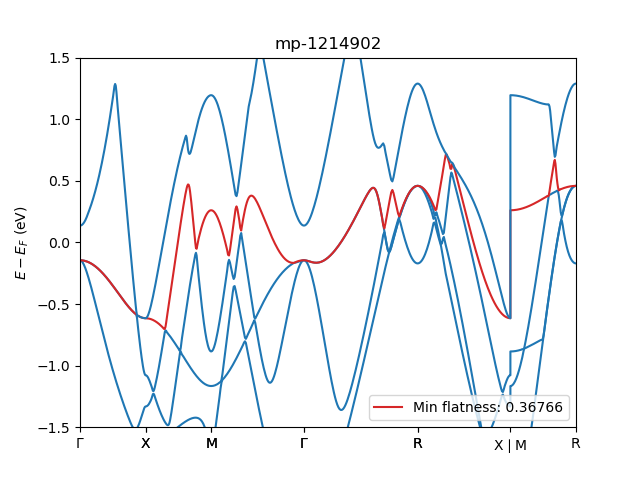 mp-1214902
E − E_F (eV)
1.5
1.0
0.5
0.0
−0.5
−1.0
−1.5
Min flatness: 0.36766
Γ X M Γ R X | M R